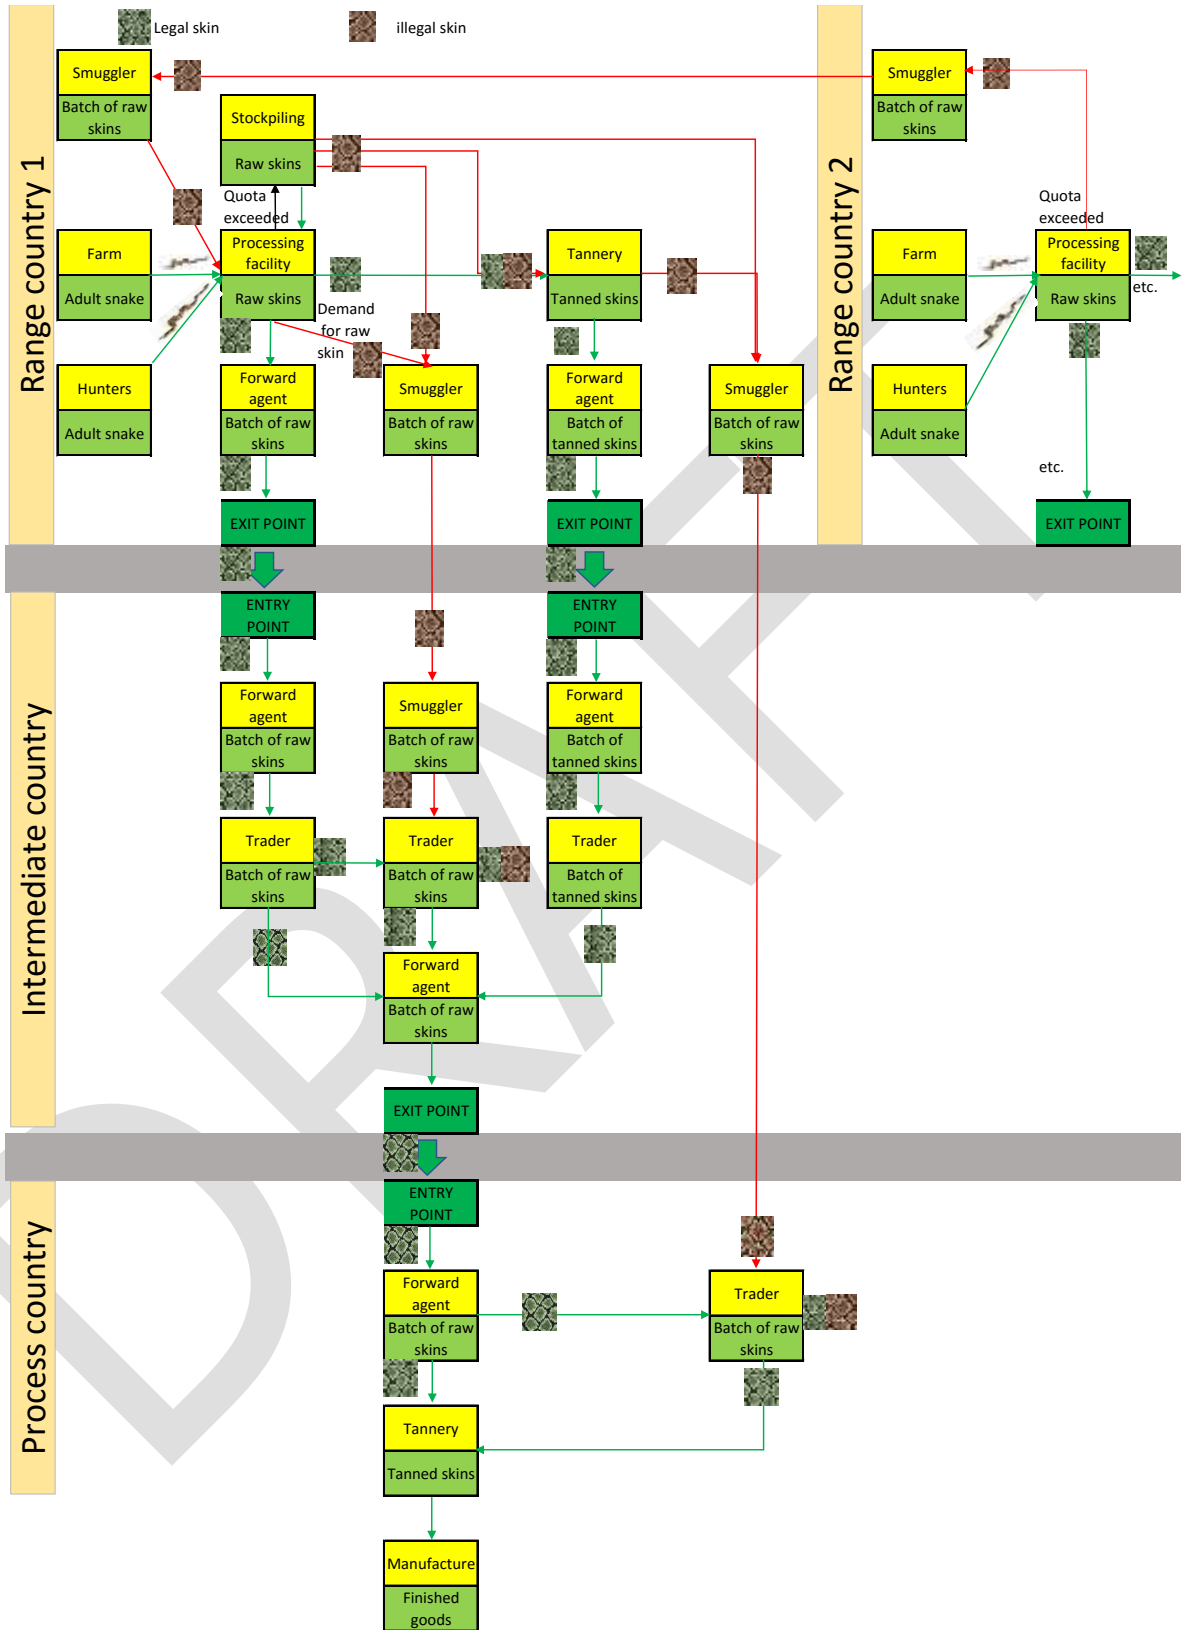 Legal skin
illegal skin
Range country 1
Smuggler
Batch of raw
skins
Stockpiling
Raw skins
Quota
exceeded
Farm
Adult snake
Processing
facility
Raw skins
Demand
for raw
skin
Tannery
Tanned skins
Hunters
Adult snake
Forward
agent
Batch of raw
skins
Smuggler
Batch of raw
skins
Forward
agent
Batch of
tanned skins
Smuggler
Batch of raw
skins
EXIT POINT
EXIT POINT
Range country 2
Smuggler
Batch of raw
skins
Quota
exceeded
Farm
Adult snake
Processing
facility
Raw skins
etc.
Hunters
Adult snake
etc.
EXIT POINT
Intermediate country
ENTRY
POINT
ENTRY
POINT
Forward
agent
Batch of raw
skins
Smuggler
Batch of raw
skins
Forward
agent
Batch of
tanned skins
Trader
Batch of raw
skins
Trader
Batch of raw
skins
Trader
Batch of
tanned skins
Forward
agent
Batch of raw
skins
EXIT POINT
Process country
ENTRY
POINT
Forward
agent
Batch of raw
skins
Trader
Batch of raw
skins
Tannery
Tanned skins
Manufacture
Finished
goods
DRAFT